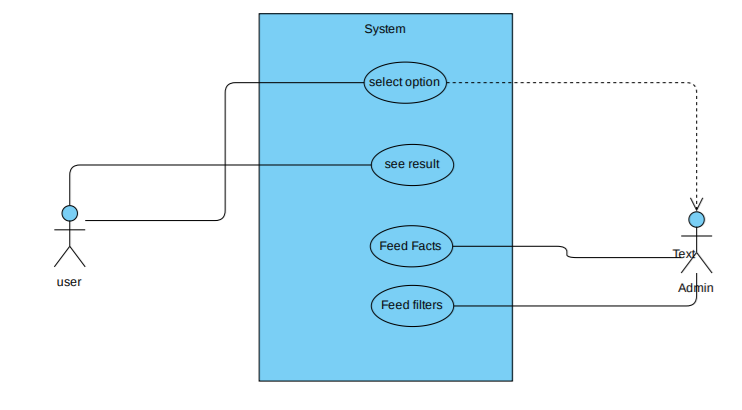 System
select option
see result
Feed Facts
Text
user
Admin
Feed filters